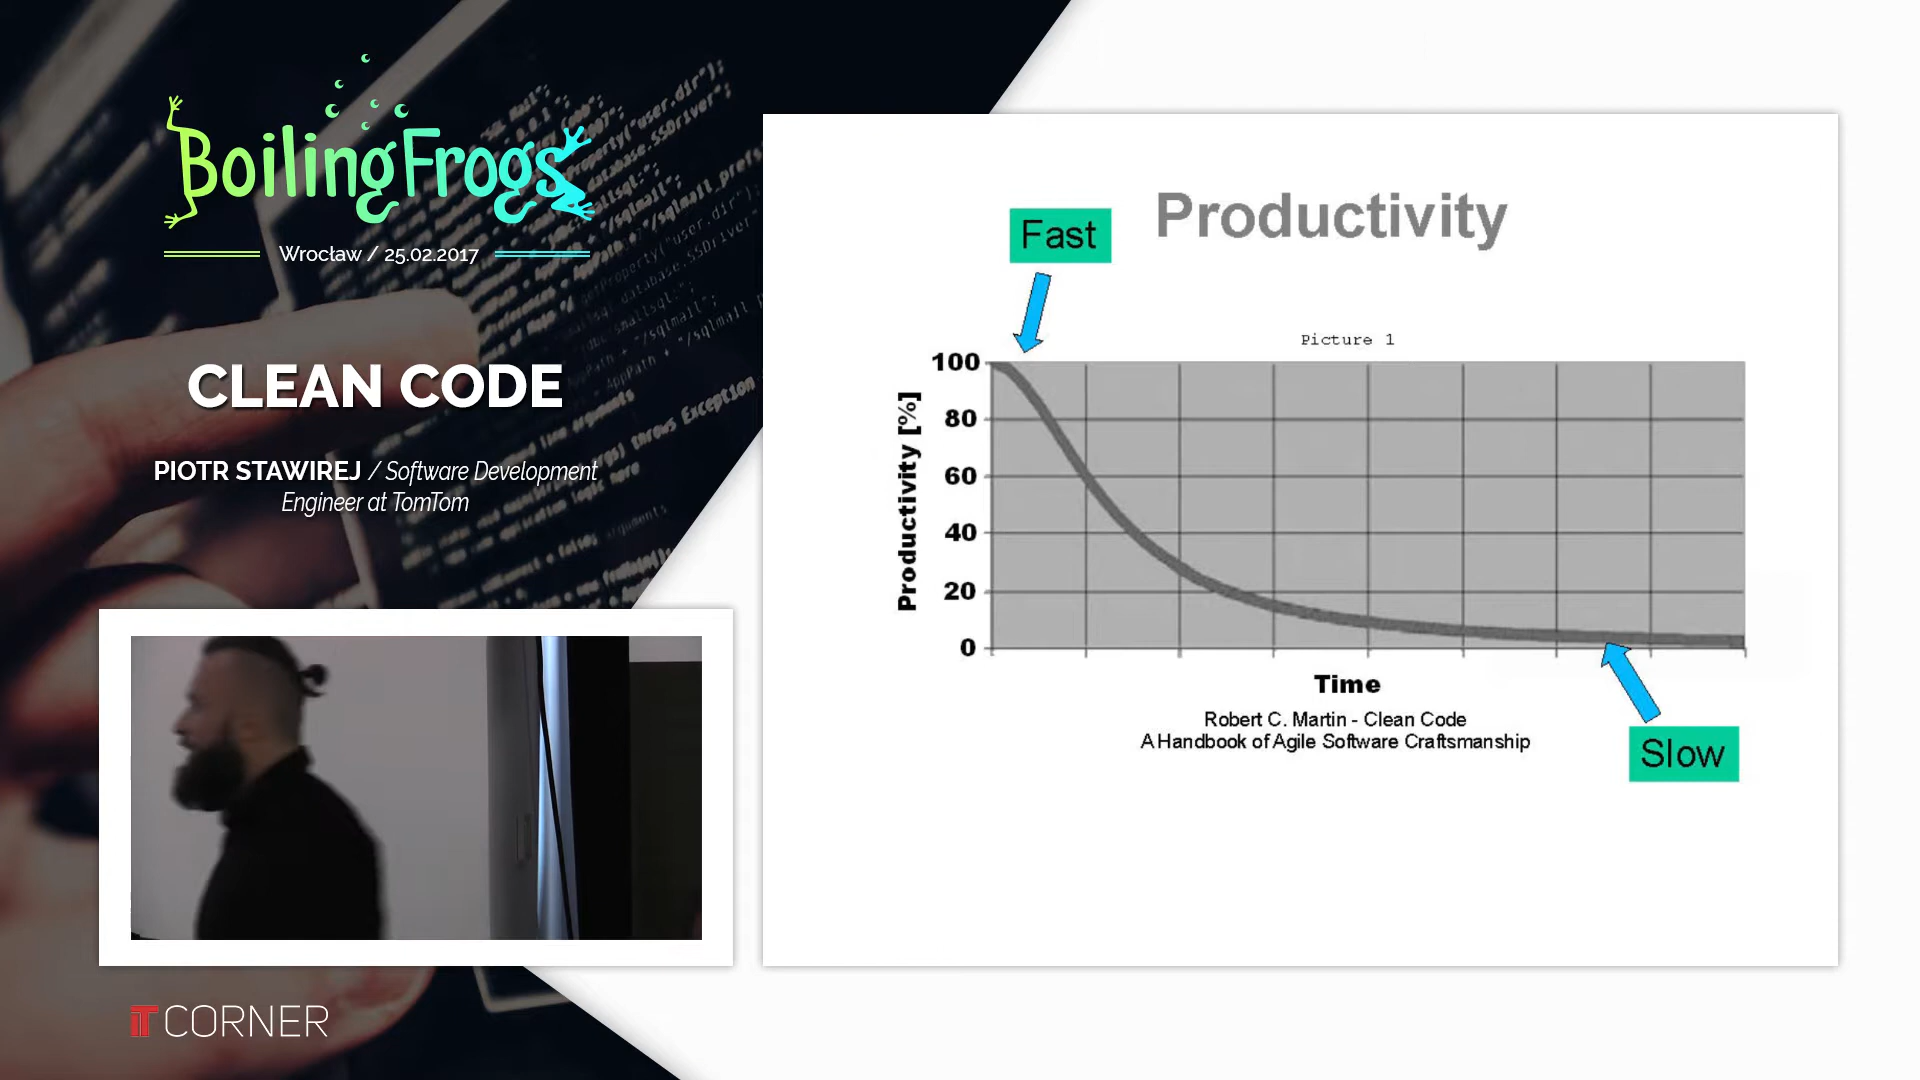 BoilingFrogs
Wrocław / 25.02.2017
CLEAN CODE
PIOTR STAWIREJ / Software Development
Engineer at TomTom
iT CORNER
Productivity
Fast
Picture 1
100
80
60
40
20
0
Productivity [%]
Time
Robert C. Martin - Clean Code
A Handbook of Agile Software Craftsmanship
Slow